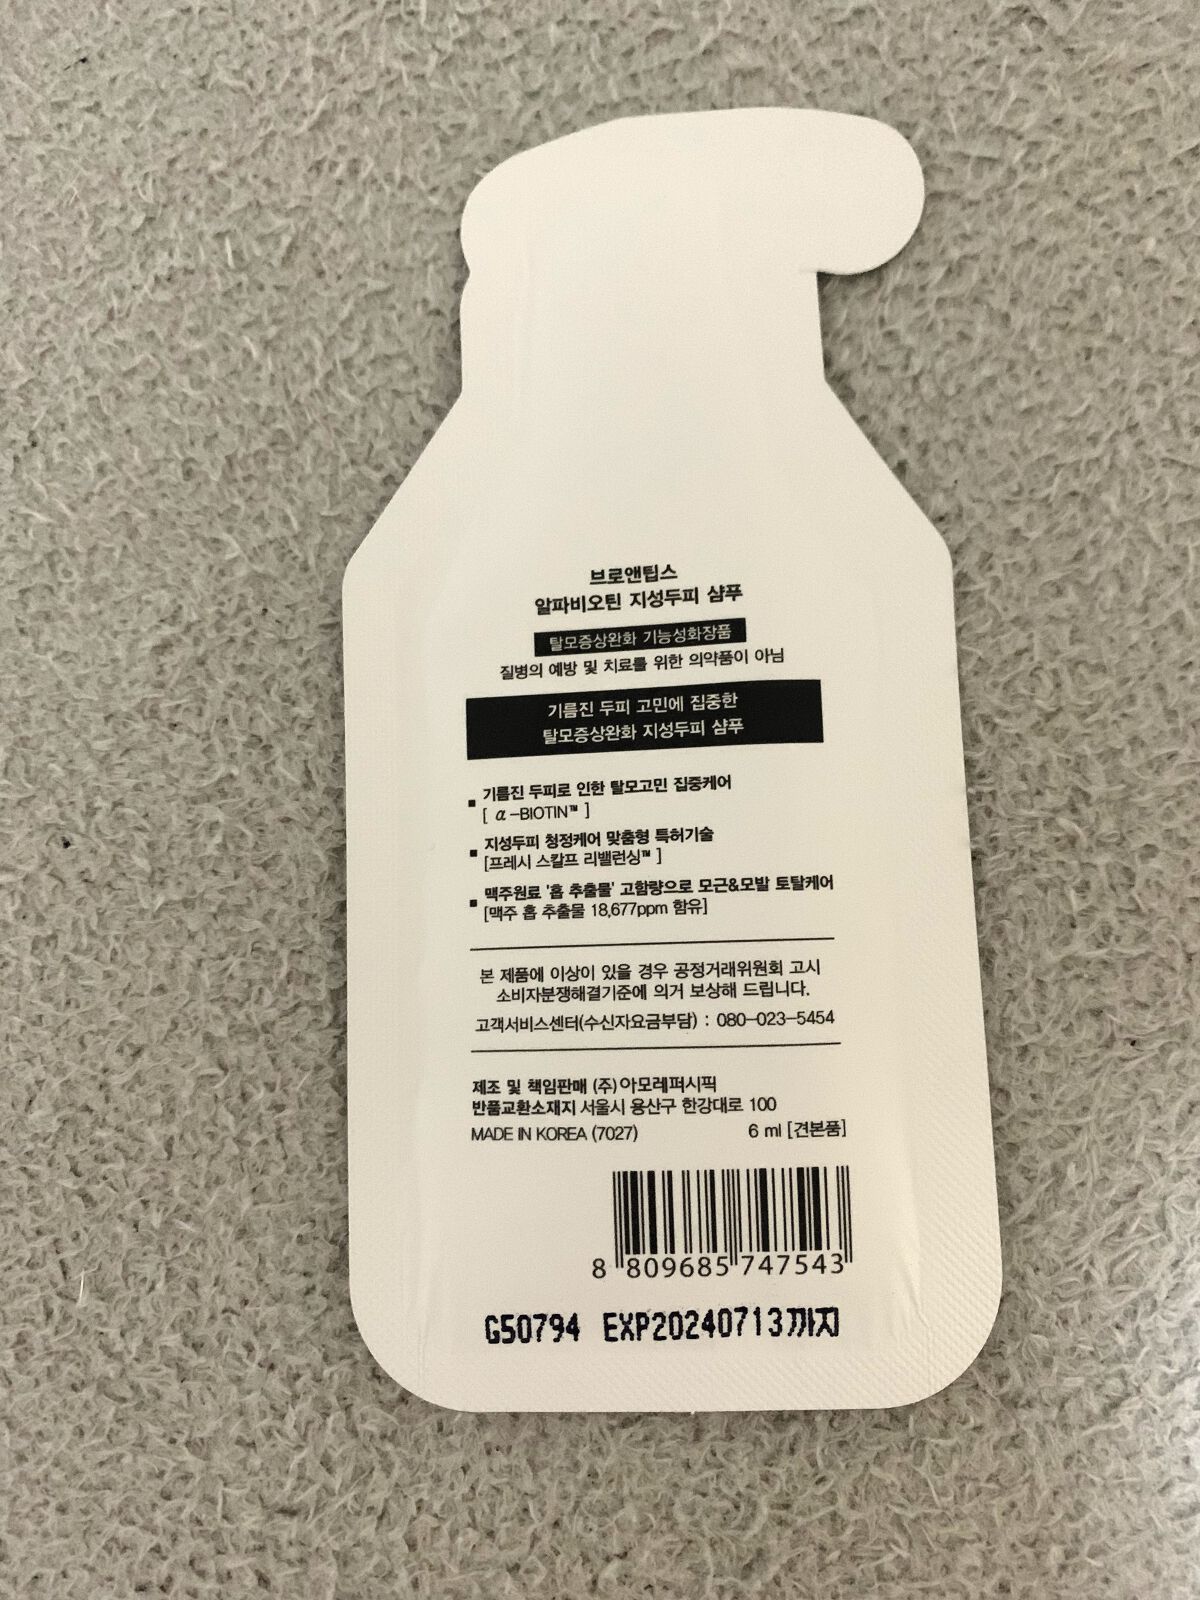 브로앤팁스
알파비오틴 지성두피 샴푸
탈모증상완화 기능성화장품
질병의 예방 및 치료를 위한 의약품이 아님
기름진 두피 고민에 집중한
탈모증상완화 지성두피 샴푸
▪ 기름진 두피로 인한 탈모고민 집중케어
[ α-BIOTIN™ ]
▪ 지성두피 청정케어 맞춤형 특허기술
[프레시 스칼프 리밸런싱™ ]
▪ 맥주원료 '홉 추출물' 고함량으로 모근&모발 토탈케어
[맥주 홉 추출물 18,677ppm 함유]
본 제품에 이상이 있을 경우 공정거래위원회 고시
소비자분쟁해결기준에 의거 보상해 드립니다.
고객서비스센터(수신자요금부담) : 080-023-5454
제조 및 책임판매 (주)아모레퍼시픽
반품교환소재지 서울시 용산구 한강대로 100
MADE IN KOREA (7027) 6 ml [견본품]
8 809685 747543
G50794 EXP20240713까지